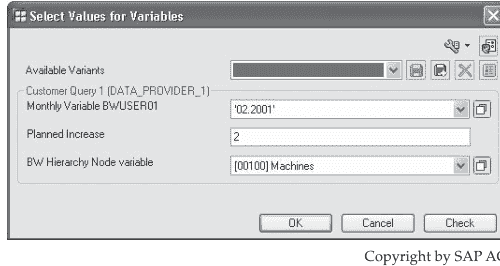 Select Values for Variables
Available Variants
Customer Query 1 (DATA_PROVIDER_1)
Monthly Variable BWUSER01
'02.2001'
Planned Increase
2
BW Hierarchy Node variable
[00100] Machines
OK Cancel Check
Copyright by SAP AG